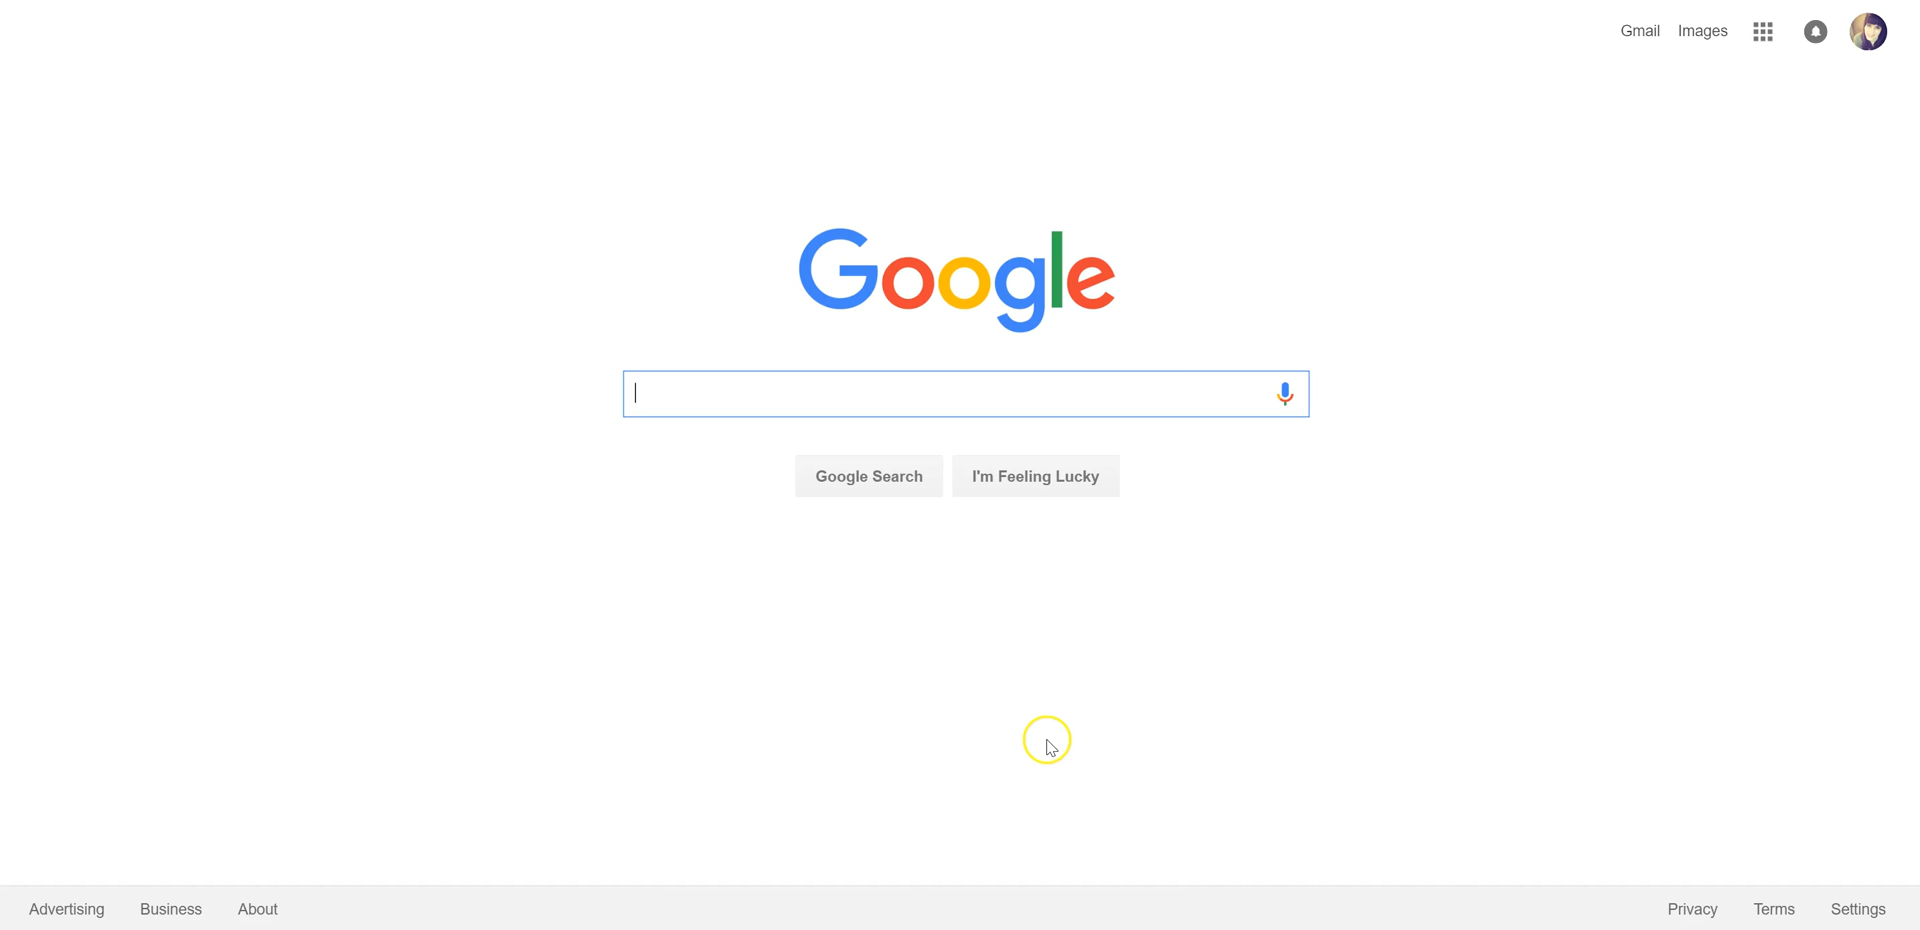 Gmail Images
Google
Google Search I'm Feeling Lucky
Advertising Business About Privacy Terms Settings